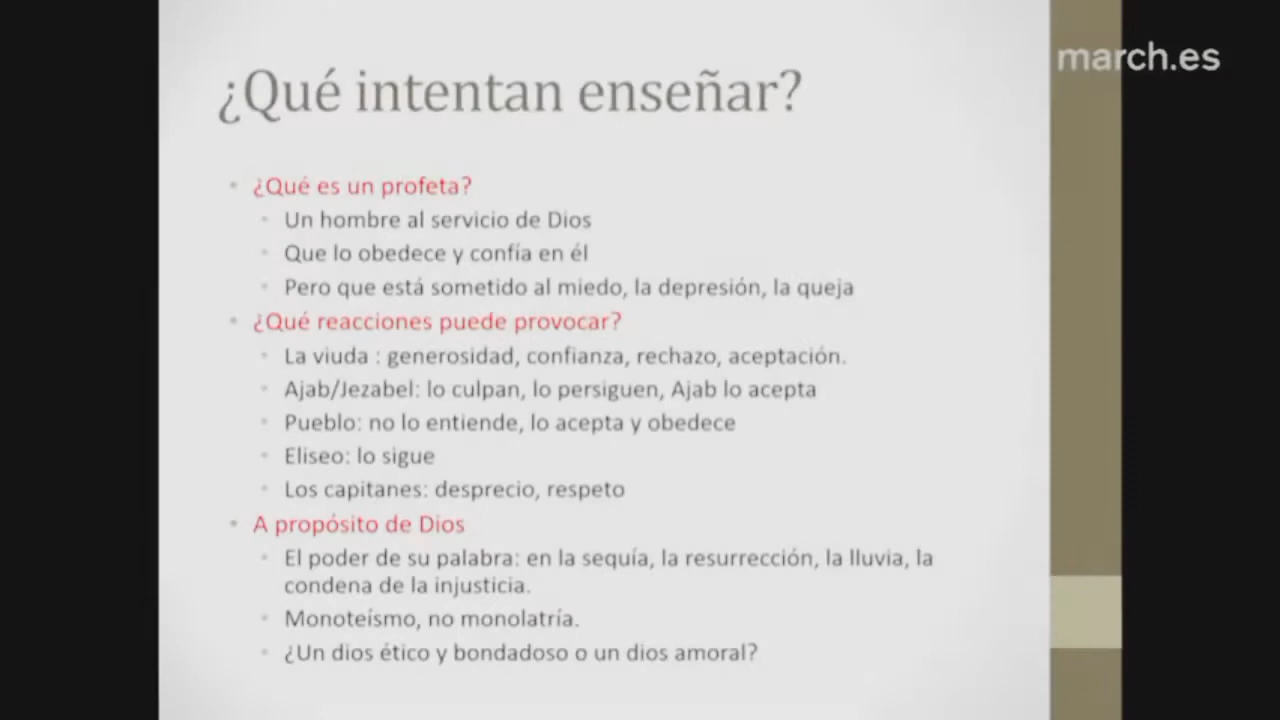 march.es
¿Qué intentan enseñar?
• ¿Qué es un profeta?
• Un hombre al servicio de Dios
• Que lo obedece y confía en él
• Pero que está sometido al miedo, la depresión, la queja
• ¿Qué reacciones puede provocar?
• La viuda : generosidad, confianza, rechazo, aceptación.
• Ajab/Jezabel: lo culpan, lo persiguen, Ajab lo acepta
• Pueblo: no lo entiende, lo acepta y obedece
• Eliseo: lo sigue
• Los capitanes: desprecio, respeto
• A propósito de Dios
• El poder de su palabra: en la sequía, la resurrección, la lluvia, la
condena de la injusticia.
• Monoteísmo, no monolatría.
• ¿Un dios ético y bondadoso o un dios amoral?